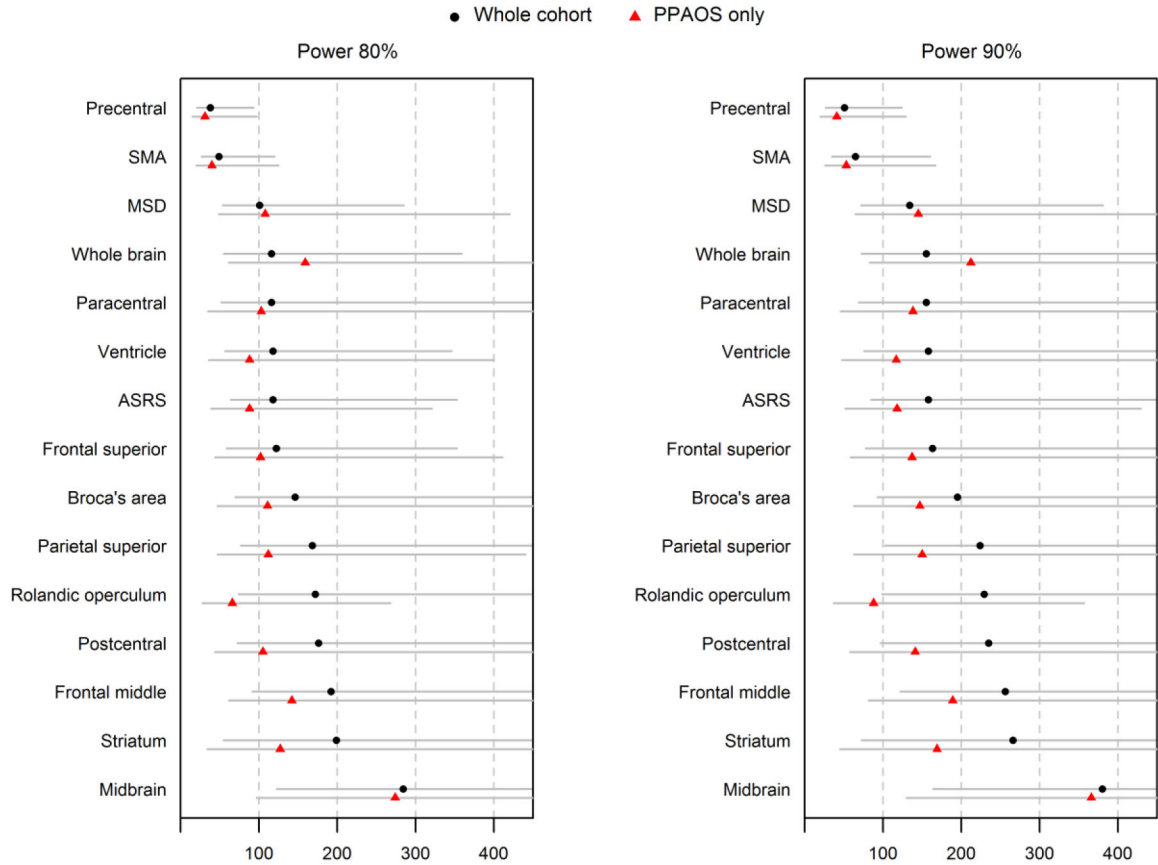 Whole cohort PPAOS only
Power 80% Power 90%
Precentral Precentral
SMA SMA
MSD MSD
Whole brain Whole brain
Paracentral Paracentral
Ventricle Ventricle
ASRS ASRS
Frontal superior Frontal superior
Broca's area Broca's area
Parietal superior Parietal superior
Rolandic operculum Rolandic operculum
Postcentral Postcentral
Frontal middle Frontal middle
Striatum Striatum
Midbrain Midbrain
100 200 300 400 100 200 300 400